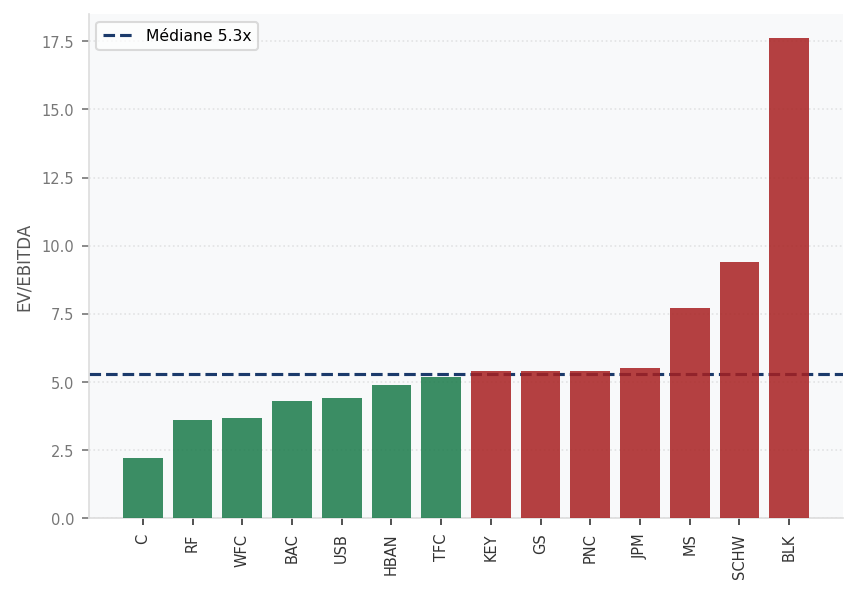 Médiane 5.3x
EV/EBITDA
17.5
15.0
12.5
10.0
7.5
5.0
2.5
0.0
C
RF
WFC
BAC
USB
HBAN
TFC
KEY
GS
PNC
JPM
MS
SCHW
BLK